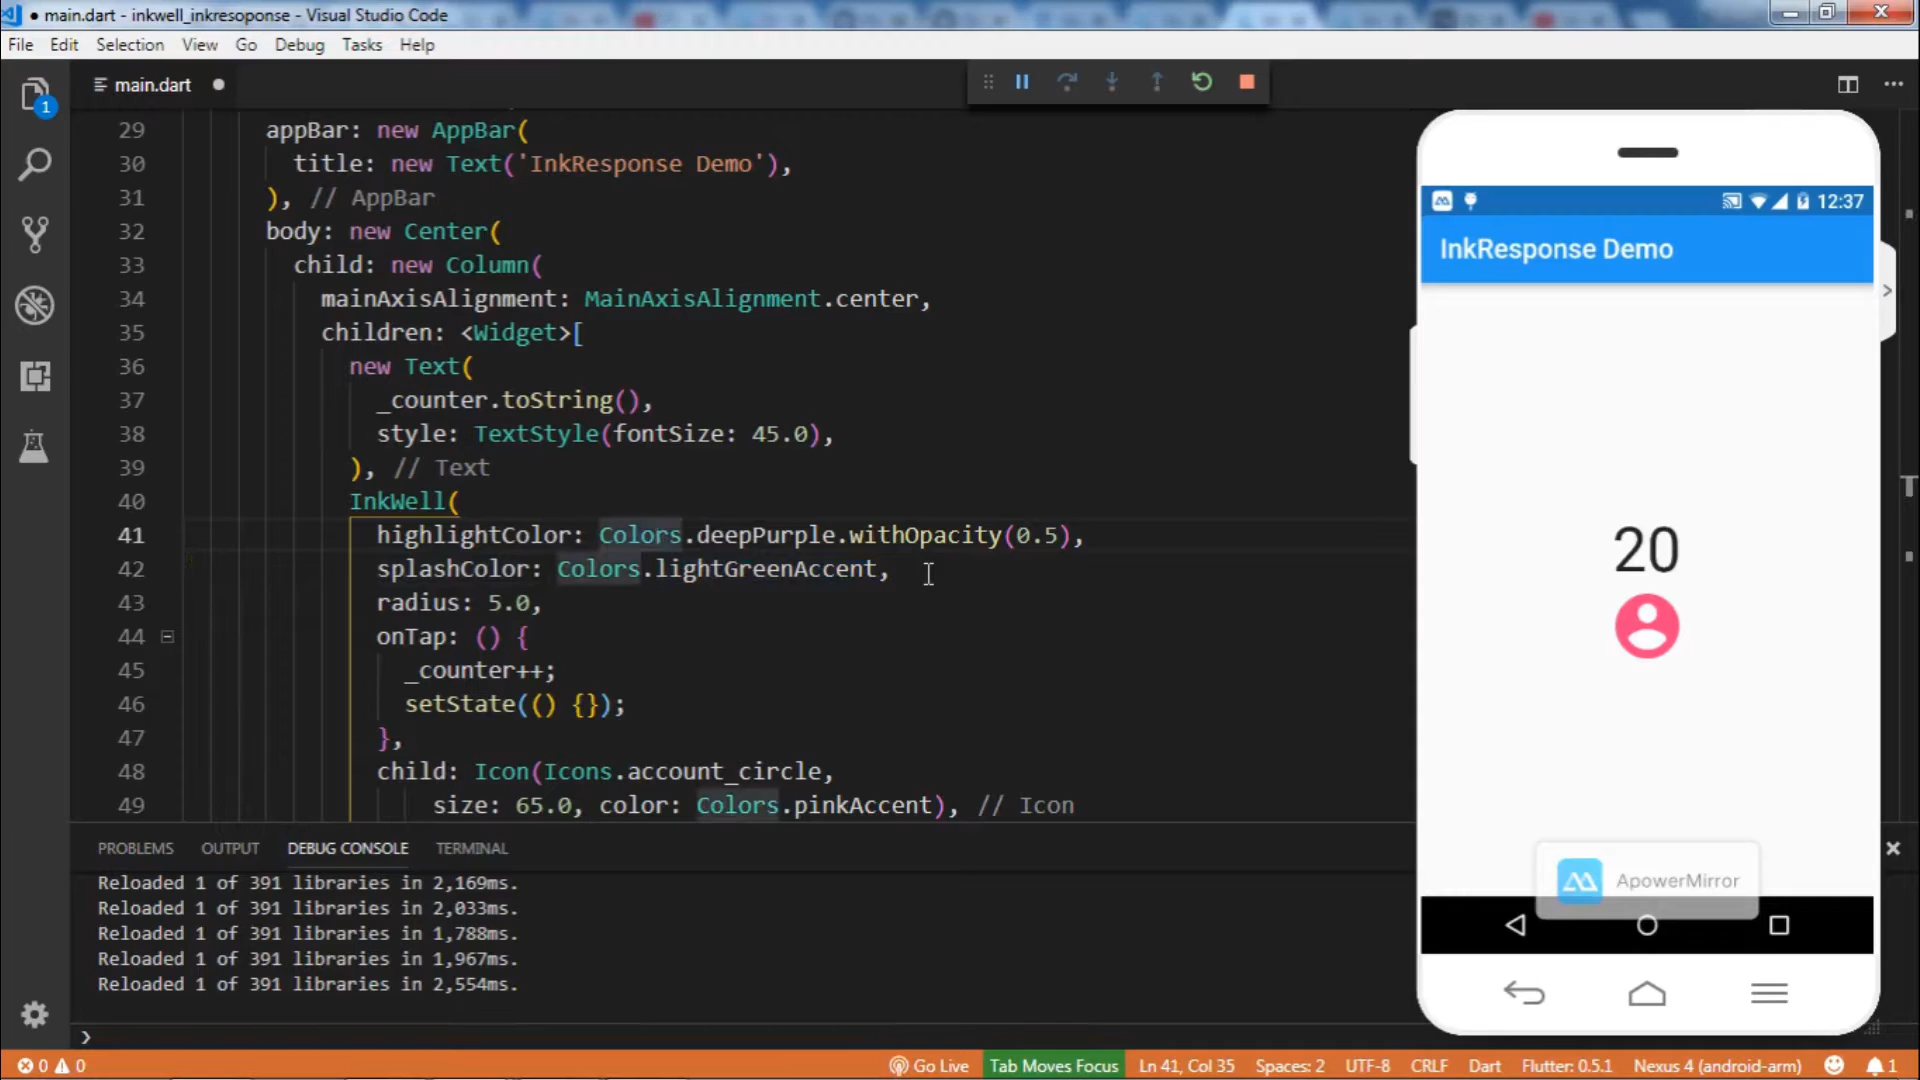 ● main.dart - inkwell_inkresoponse - Visual Studio Code
File Edit Selection View Go Debug Tasks Help
main.dart ●
1
29 appBar: new AppBar(
30 title: new Text('InkResponse Demo'),
31 ), // AppBar
32 body: new Center(
33 child: new Column(
34 mainAxisAlignment: MainAxisAlignment.center,
35 children: <Widget>[
36 new Text(
37 _counter.toString(),
38 style: TextStyle(fontSize: 45.0),
39 ), // Text
40 InkWell(
41 highlightColor: Colors.deepPurple.withOpacity(0.5),
42 splashColor: Colors.lightGreenAccent,
43 radius: 5.0,
44 onTap: () {
45 _counter++;
46 setState(() {});
47 },
48 child: Icon(Icons.account_circle,
49 size: 65.0, color: Colors.pinkAccent), // Icon
12:37
InkResponse Demo
20
ApowerMirror
PROBLEMS OUTPUT DEBUG CONSOLE TERMINAL
Reloaded 1 of 391 libraries in 2,169ms.
Reloaded 1 of 391 libraries in 2,033ms.
Reloaded 1 of 391 libraries in 1,788ms.
Reloaded 1 of 391 libraries in 1,967ms.
Reloaded 1 of 391 libraries in 2,554ms.
0 0 Go Live Tab Moves Focus Ln 41, Col 35 Spaces: 2 UTF-8 CRLF Dart Flutter: 0.5.1 Nexus 4 (android-arm) 1